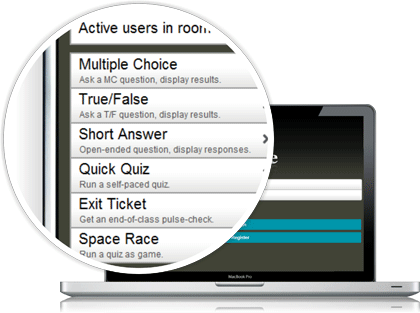 Active users in room
Multiple Choice
Ask a MC question, display results.
True/False
Ask a T/F question, display results.
Short Answer
Open-ended question, display responses.
Quick Quiz
Run a self-paced quiz.
Exit Ticket
Get an end-of-class pulse-check.
Space Race
Run a quiz as game.
MacBook Pro